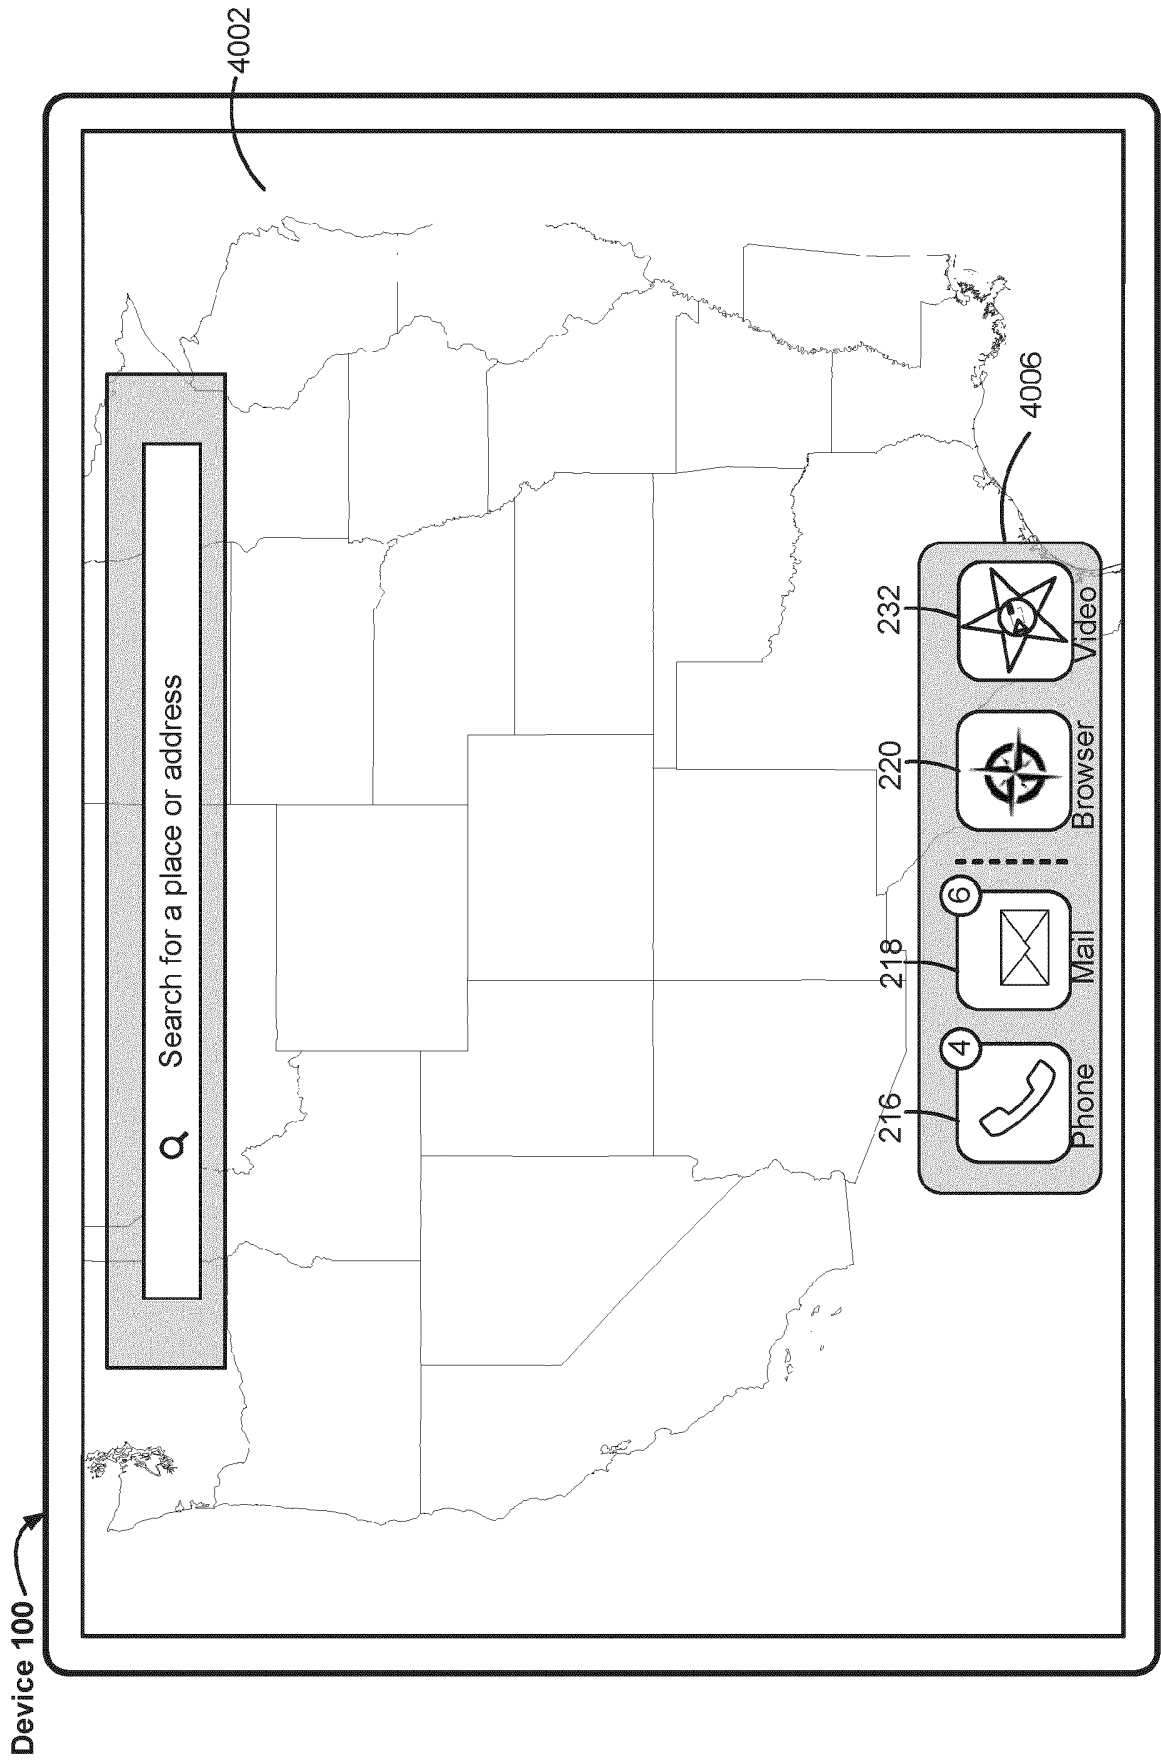 Device 100
4002
Search for a place or address
4006
216
218
220
232
4
6
Phone
Mail
Browser
Video